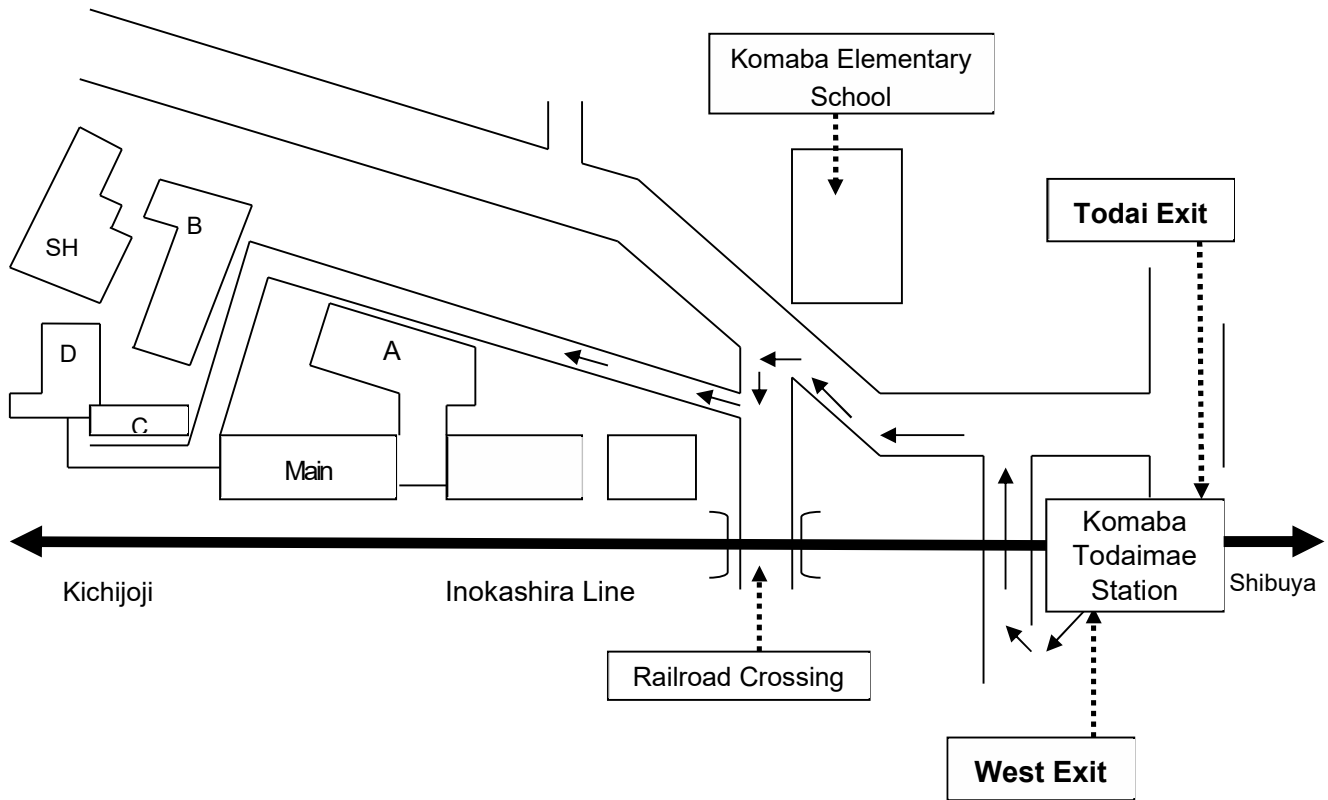 Komaba Elementary
School
Todai Exit
B
SH
A
D
C
Main
Komaba
Todaimae
Station
Kichijoji
Inokashira Line
Shibuya
Railroad Crossing
West Exit